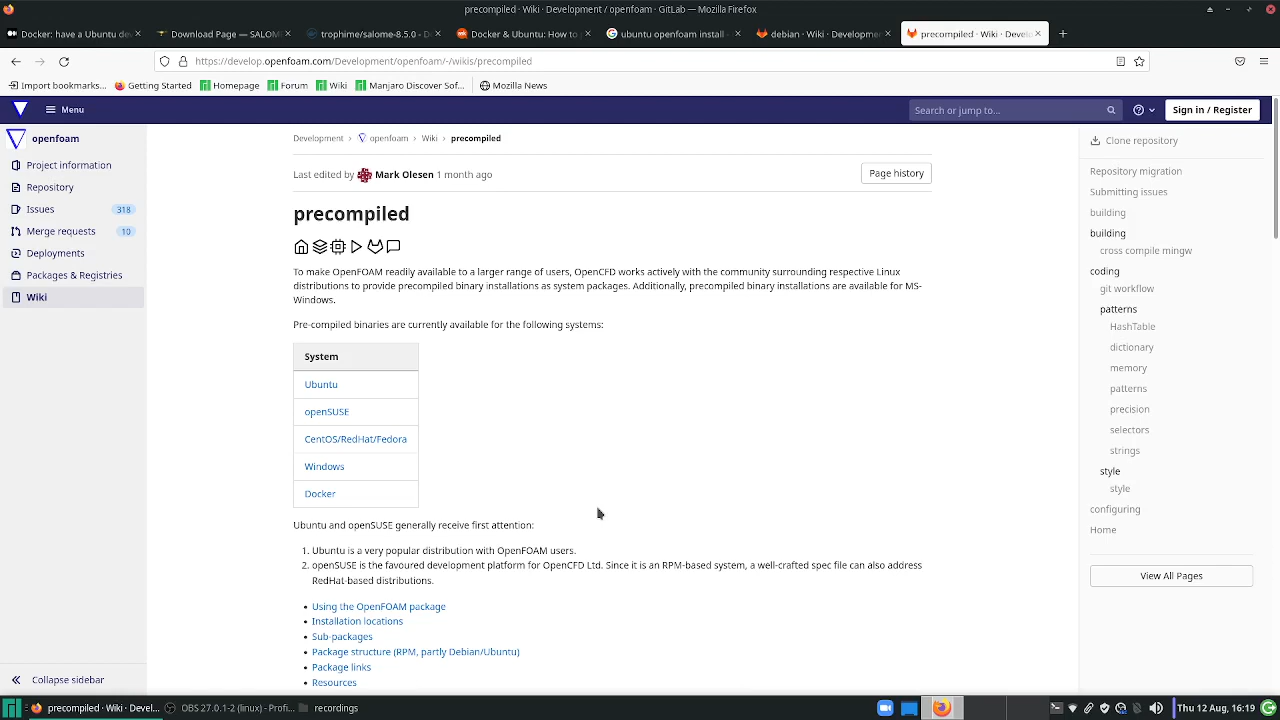 precompiled · Wiki · Development / openfoam · GitLab — Mozilla Firefox
Docker: have a Ubuntu de
Download Page — SALOM
trophime/salome-8.5.0 - D
Docker & Ubuntu: How to
ubuntu openfoam install -
debian · Wiki · Developme
precompiled · Wiki · Devel
https://develop.openfoam.com/Development/openfoam/-/wikis/precompiled
Import bookmarks...
Getting Started
Homepage
Forum
Wiki
Manjaro Discover Sof...
Mozilla News
Menu
Search or jump to...
Sign in / Register
openfoam
Project information
Repository
Issues 318
Merge requests 10
Deployments
Packages & Registries
Wiki
Collapse sidebar
Development › openfoam › Wiki › precompiled
Last edited by Mark Olesen 1 month ago
Page history
precompiled
To make OpenFOAM readily available to a larger range of users, OpenCFD works actively with the community surrounding respective Linux
distributions to provide precompiled binary installations as system packages. Additionally, precompiled binary installations are available for MS-
Windows.
Pre-compiled binaries are currently available for the following systems:
System
Ubuntu
openSUSE
CentOS/RedHat/Fedora
Windows
Docker
Ubuntu and openSUSE generally receive first attention:
1. Ubuntu is a very popular distribution with OpenFOAM users.
2. openSUSE is the favoured development platform for OpenCFD Ltd. Since it is an RPM-based system, a well-crafted spec file can also address
RedHat-based distributions.
• Using the OpenFOAM package
• Installation locations
• Sub-packages
• Package structure (RPM, partly Debian/Ubuntu)
• Package links
• Resources
Clone repository
Repository migration
Submitting issues
building
building
cross compile mingw
coding
git workflow
patterns
HashTable
dictionary
memory
patterns
precision
selectors
strings
style
style
configuring
Home
View All Pages
precompiled · Wiki · Devel...
OBS 27.0.1-2 (linux) - Profi...
recordings
Thu 12 Aug, 16:19